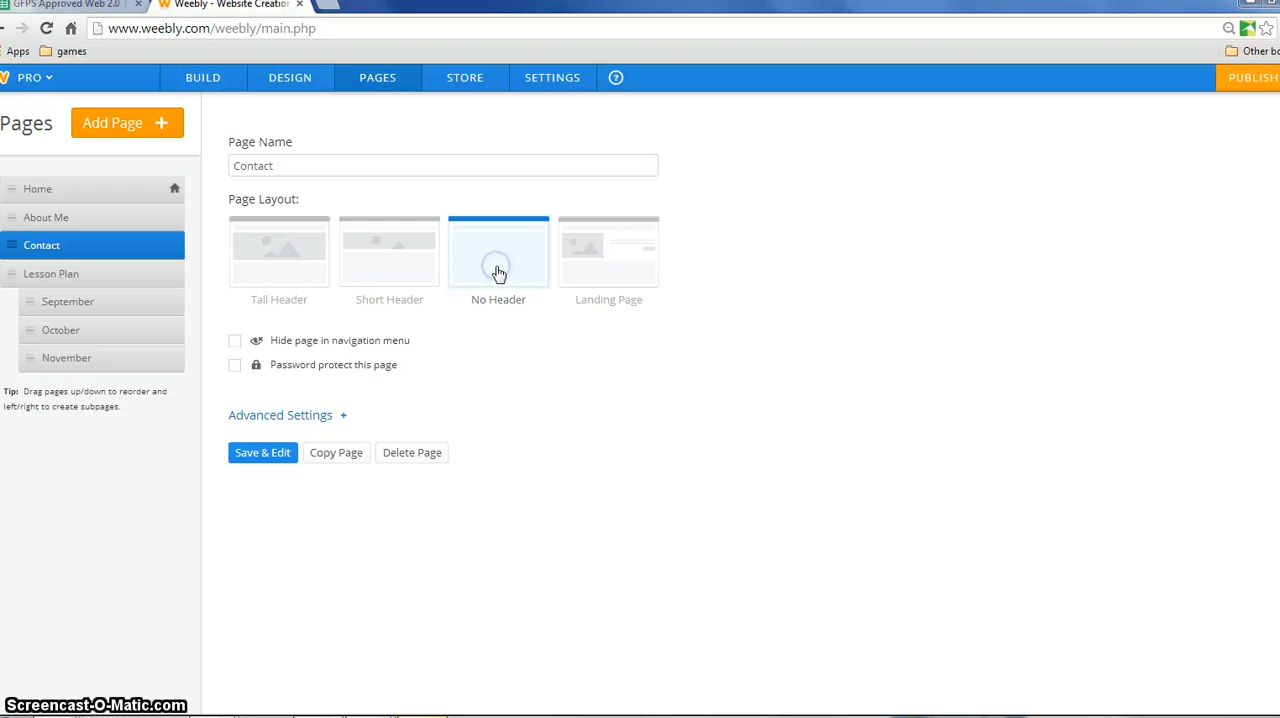 GFPS Approved Web 2.0
Weebly - Website Creation
www.weebly.com/weebly/main.php
Apps games Other bo
PRO BUILD DESIGN PAGES STORE SETTINGS ? PUBLISH
Pages Add Page +
Page Name
Contact
Page Layout:
Home
About Me
Contact
Lesson Plan
September
October
November
Tip: Drag pages up/down to reorder and
left/right to create subpages.
Tall Header Short Header No Header Landing Page
Hide page in navigation menu
Password protect this page
Advanced Settings +
Save & Edit Copy Page Delete Page
Screencast-O-Matic.com